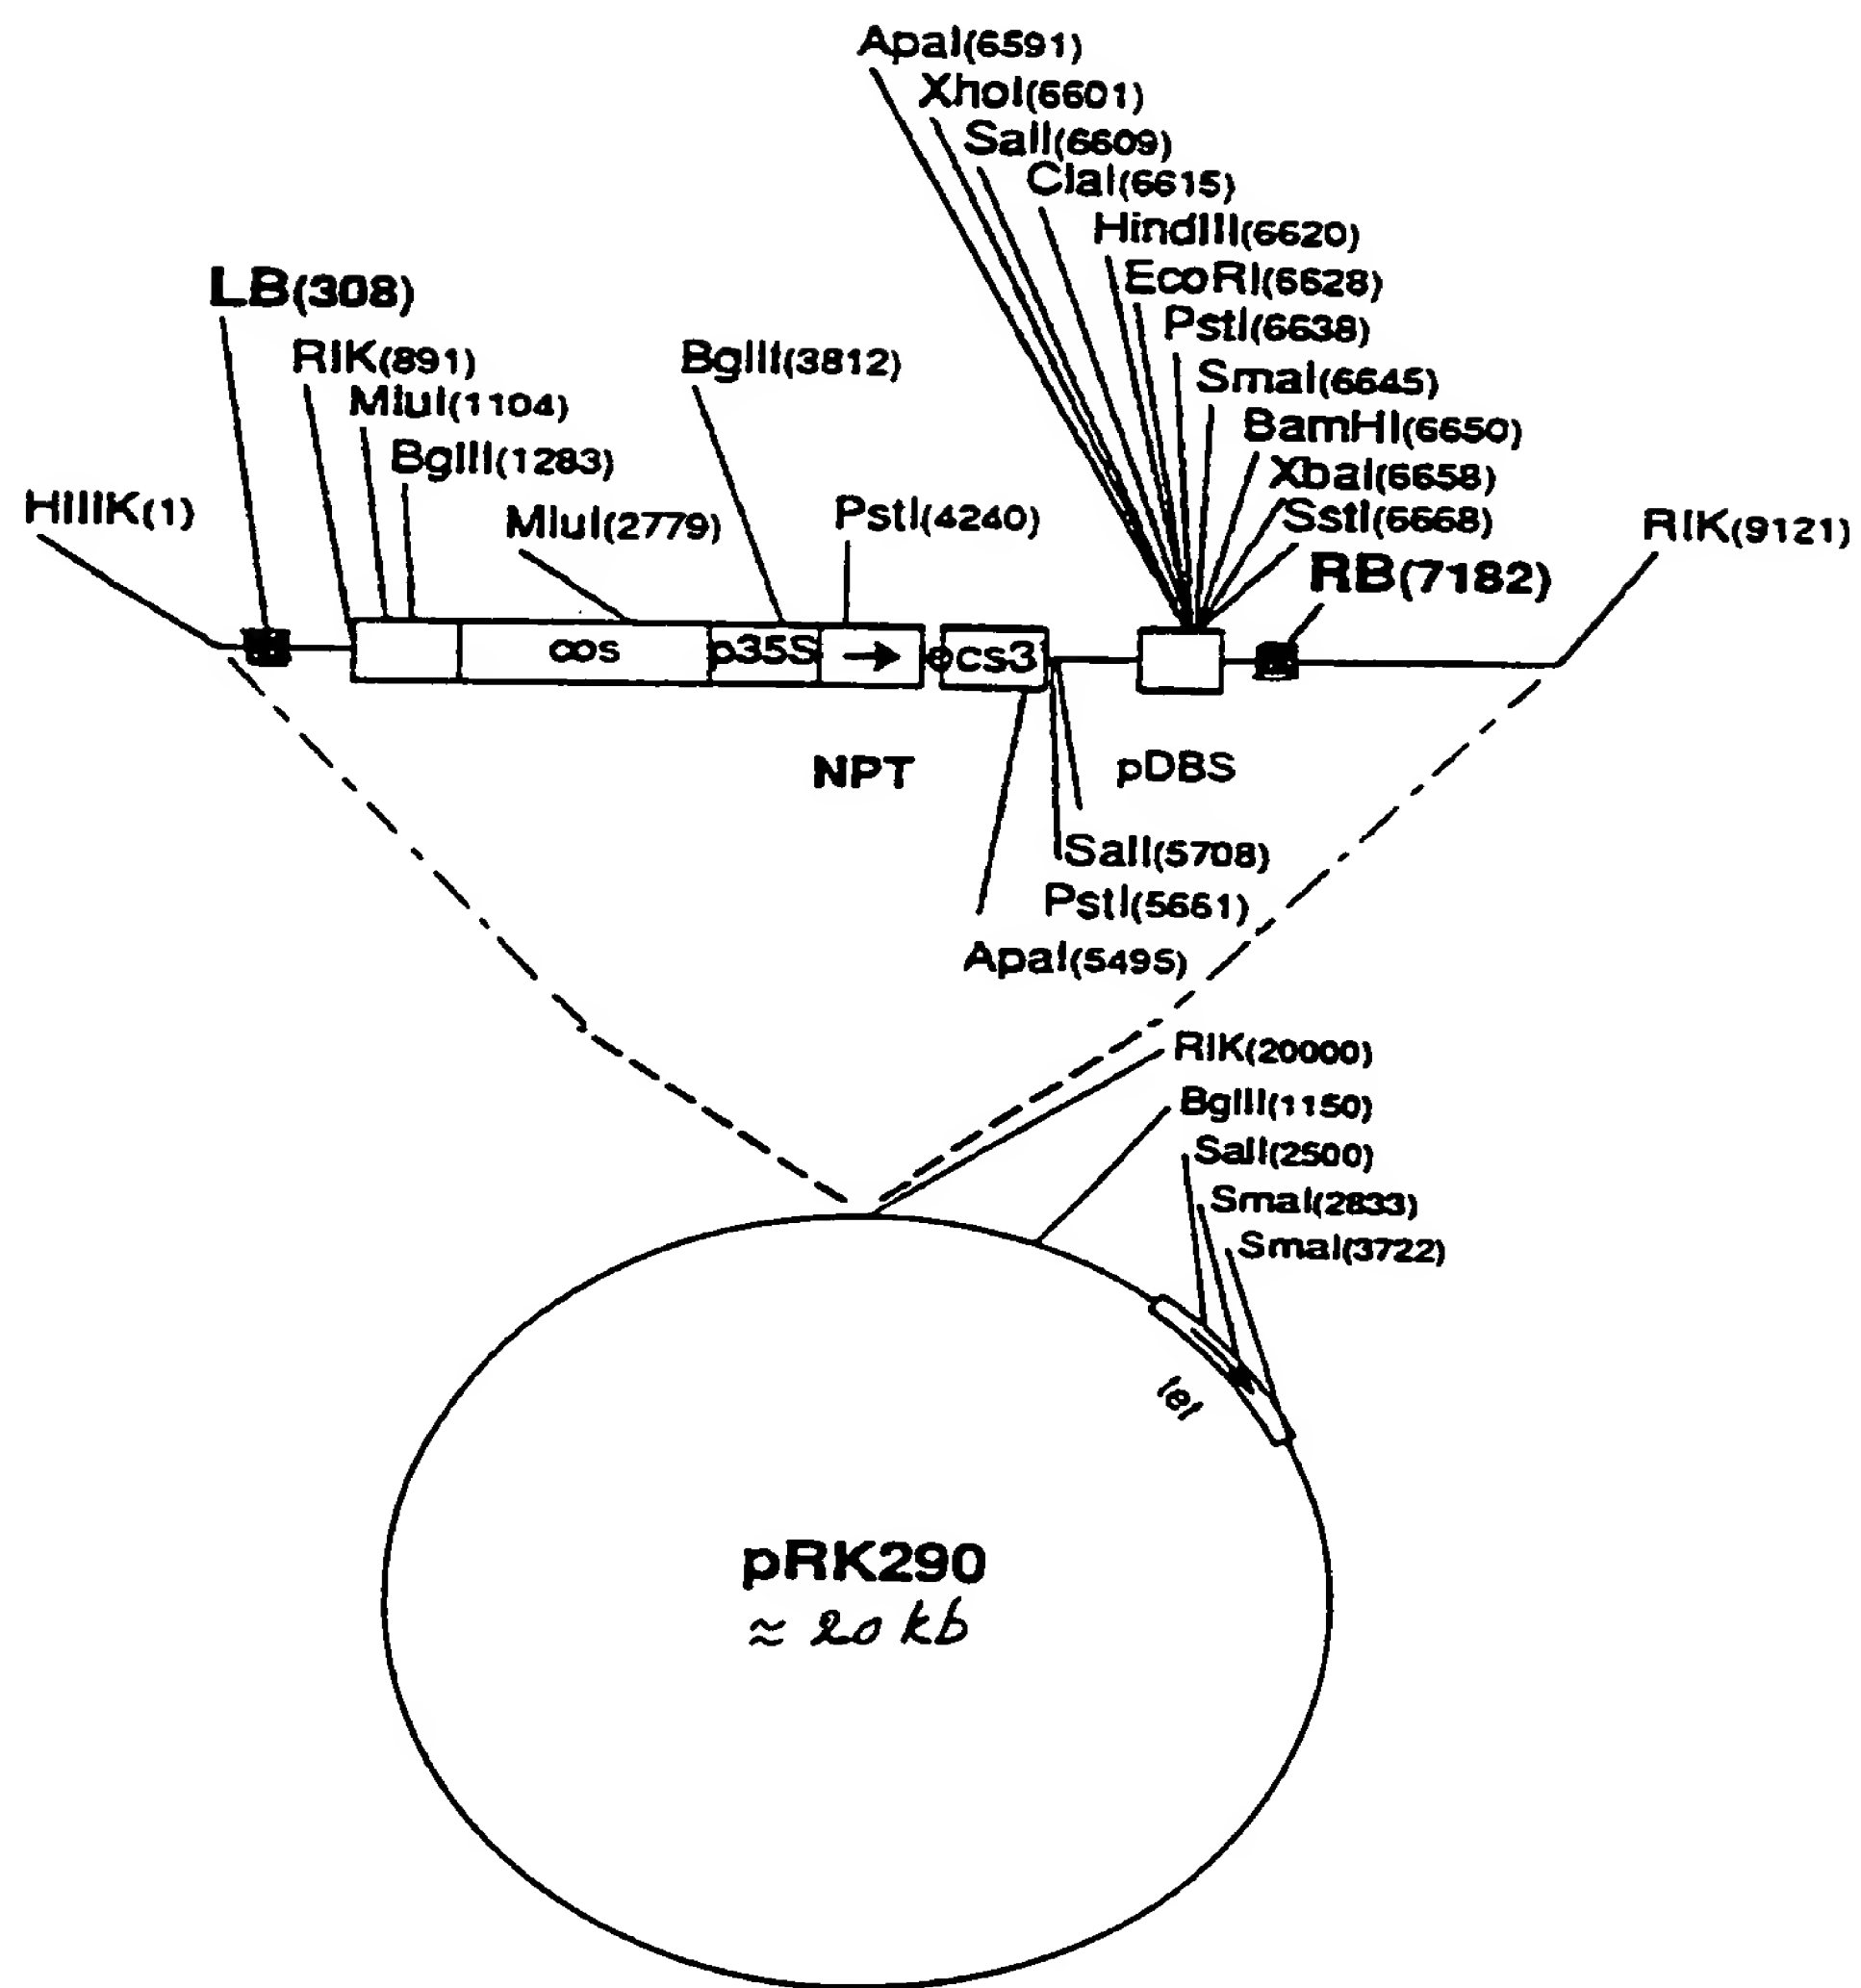 ApaI(6591)
XhoI(6601)
SalI(6609)
ClaI(6615)
HindIII(6620)
EcoRI(6628)
PstI(6638)
SmaI(6645)
BamHI(6650)
XbaI(6658)
SstI(6668)
LB(308)
RIK(891)
MluI(1104)
BglII(1283)
BglII(3812)
HIIIK(1)
MluI(2779)
PstI(4240)
RIK(9121)
RB(7182)
cos
p35S
ocs3
NPT
pDBS
SalI(5708)
PstI(5661)
ApaI(5495)
RIK(20000)
BglII(1150)
SalI(2500)
SmaI(2833)
SmaI(3722)
tet
pRK290
≈ 20 kb